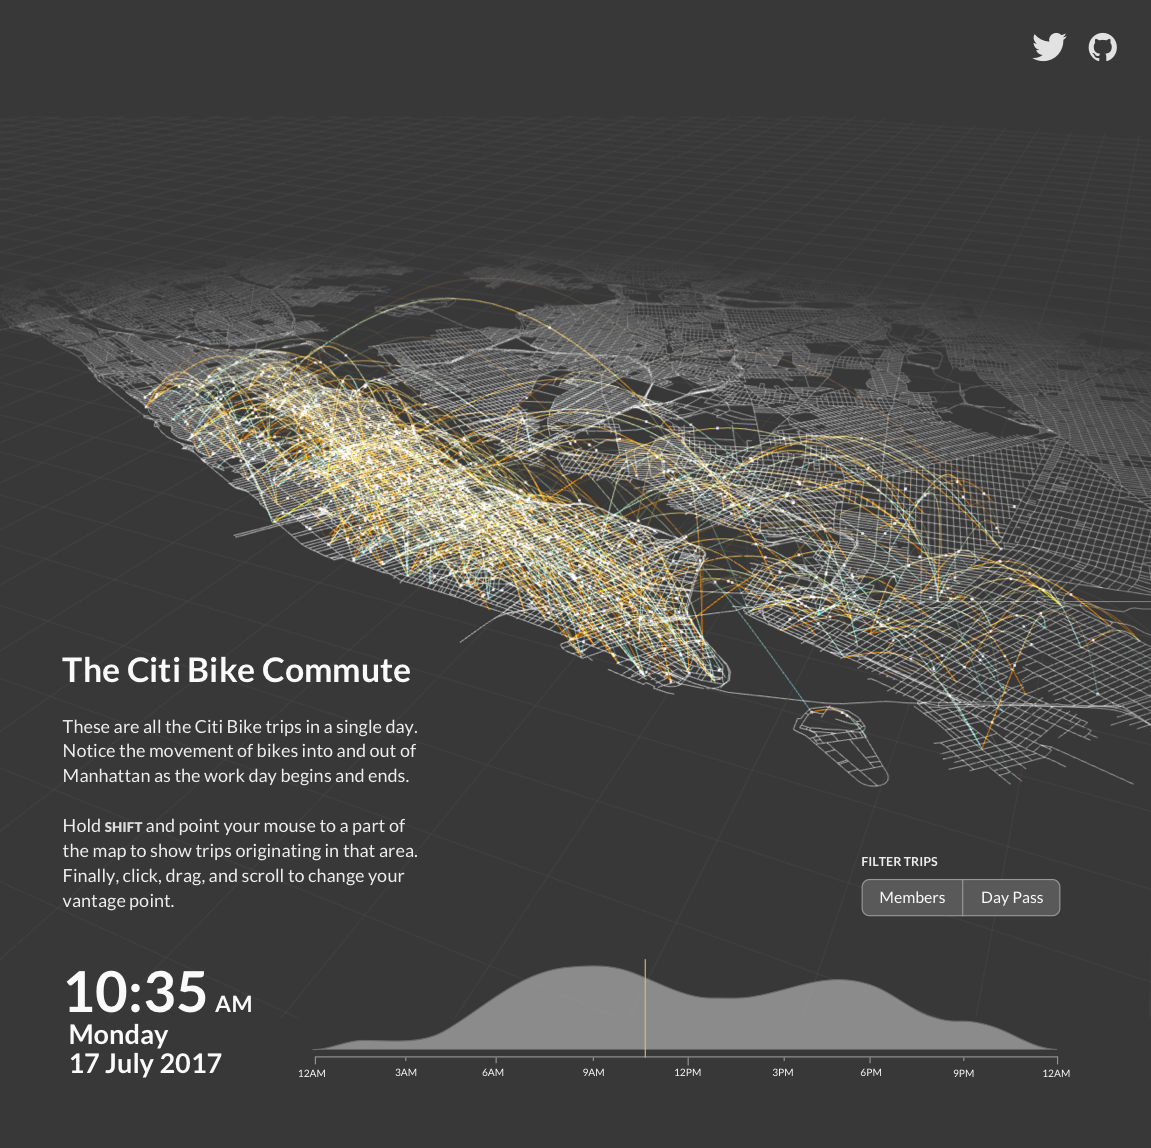 The Citi Bike Commute
These are all the Citi Bike trips in a single day.
Notice the movement of bikes into and out of
Manhattan as the work day begins and ends.
Hold SHIFT and point your mouse to a part of
the map to show trips originating in that area.
Finally, click, drag, and scroll to change your
vantage point.
FILTER TRIPS
Members Day Pass
10:35 AM
Monday
17 July 2017
12AM 3AM 6AM 9AM 12PM 3PM 6PM 9PM 12AM